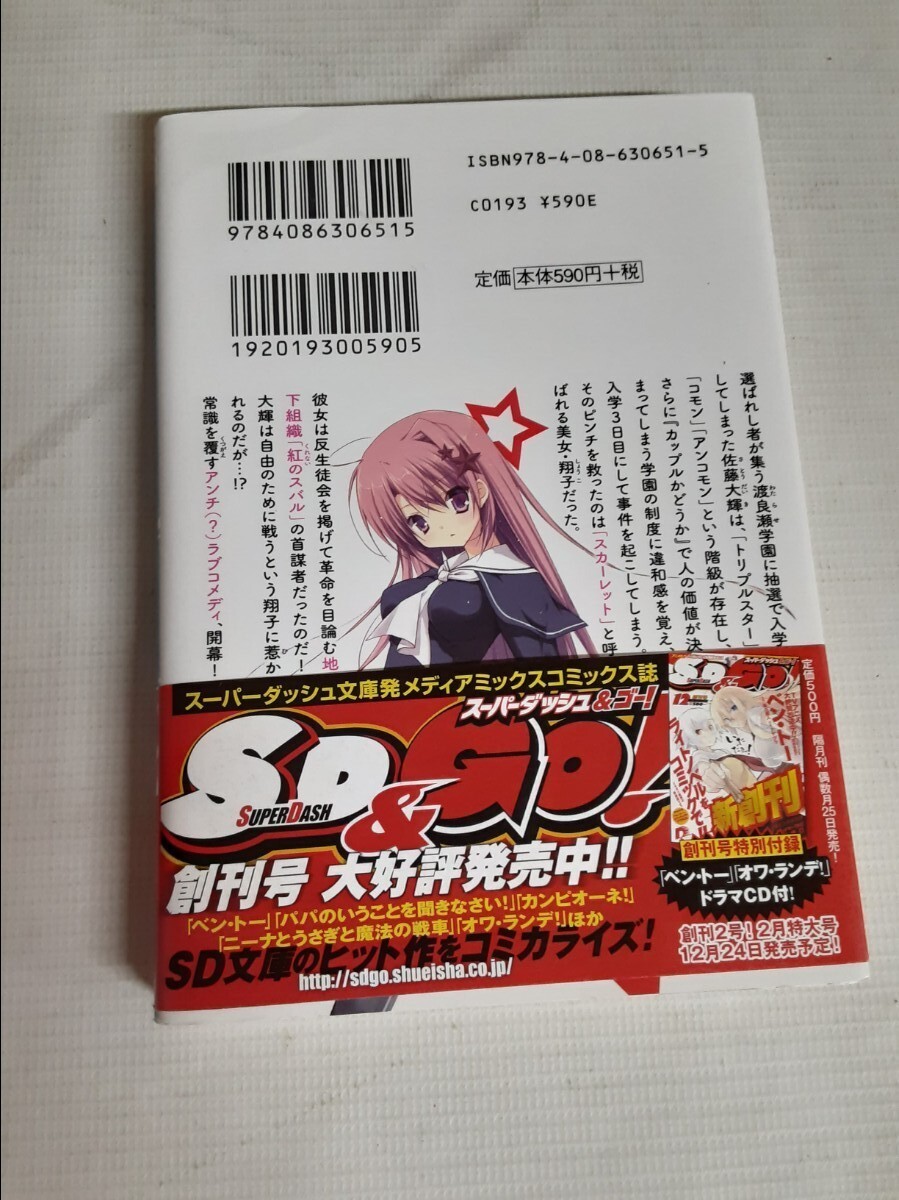 ISBN978-4-08-630651-5
C0193 ¥590E
9784086306515
定価 本体590円+税
1920193005905
選ばれし者が集う渡良瀬学園に抽選で入学
してしまった佐藤大輝は、「トリプルスター」
「コモン」「アンコモン」という階級が存在し、
さらに『カップルかどうか』で人の価値が決
まってしまう学園の制度に違和感を覚え、
入学3日目にして事件を起こしてしまう。
そのピンチを救ったのは「スカーレット」と呼
ばれる美女・翔子だった。
彼女は反生徒会を掲げて革命を目論む地
下組織「紅のスバル」の首謀者だったのだ!
大輝は自由のために戦うという翔子に惹か
れるのだが…!?
常識を覆すアンチ(?)ラブコメディ、開幕!
スーパーダッシュ文庫発メディアミックスコミックス誌
スーパーダッシュ&ゴー!
SD&GO!
SUPERDASH
創刊号 大好評発売中!!
「ベン・トー」「パパのいうことを聞きなさい!」「カンピオーネ!」
「ニーナとうさぎと魔法の戦車」「オワ・ランデ!」ほか
SD文庫のヒット作をコミカライズ!
http://sdgo.shueisha.co.jp/
定価500円 隔月刊 偶数月25日発売!
SD&GO!
ベン・トー
新創刊
創刊号特別付録
「ベン・トー」「オワ・ランデ!」
ドラマCD付!
創刊2号!2月特大号
12月24日発売予定!